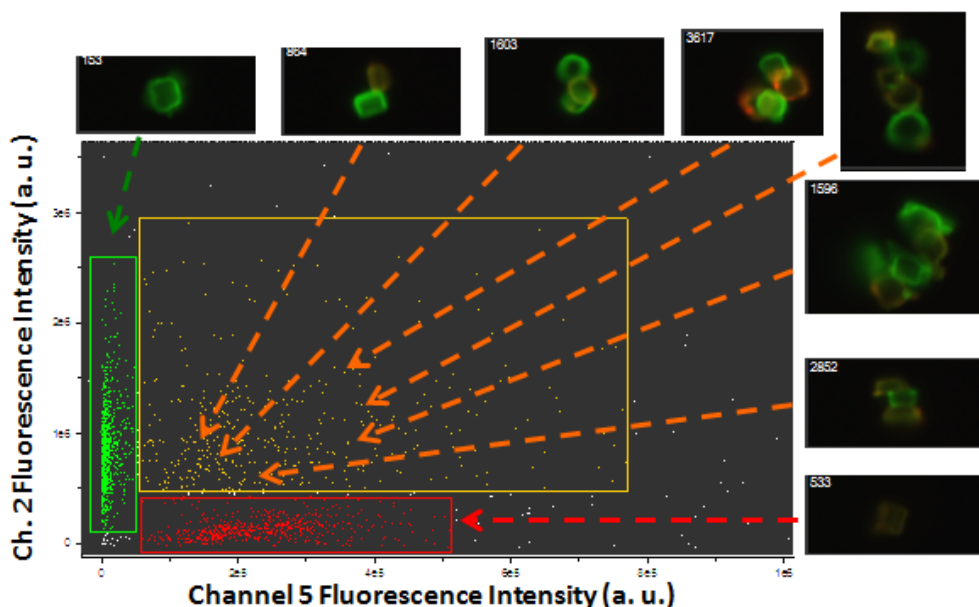 153
864
1603
3617
1596
2852
533
Ch. 2 Fluorescence Intensity (a. u.)
3e6
2e6
1e6
0
0
2e5
4e5
6e5
8e5
1e6
Channel 5 Fluorescence Intensity (a. u.)